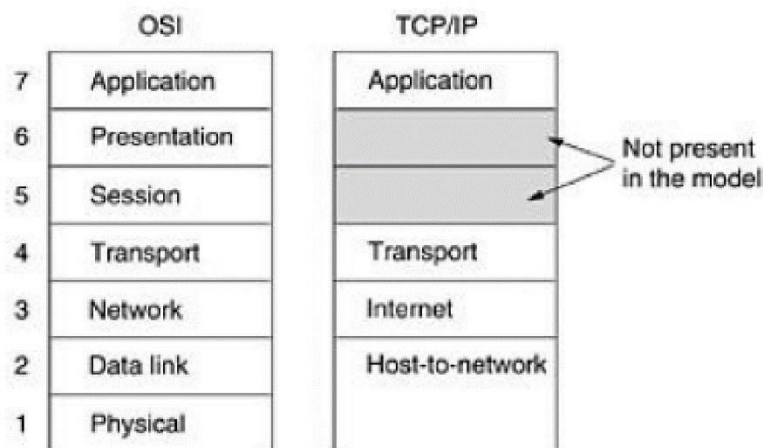 OSI TCP/IP
7 Application Application
6 Presentation
Not present
in the model
5 Session
4 Transport Transport
3 Network Internet
2 Data link Host-to-network
1 Physical